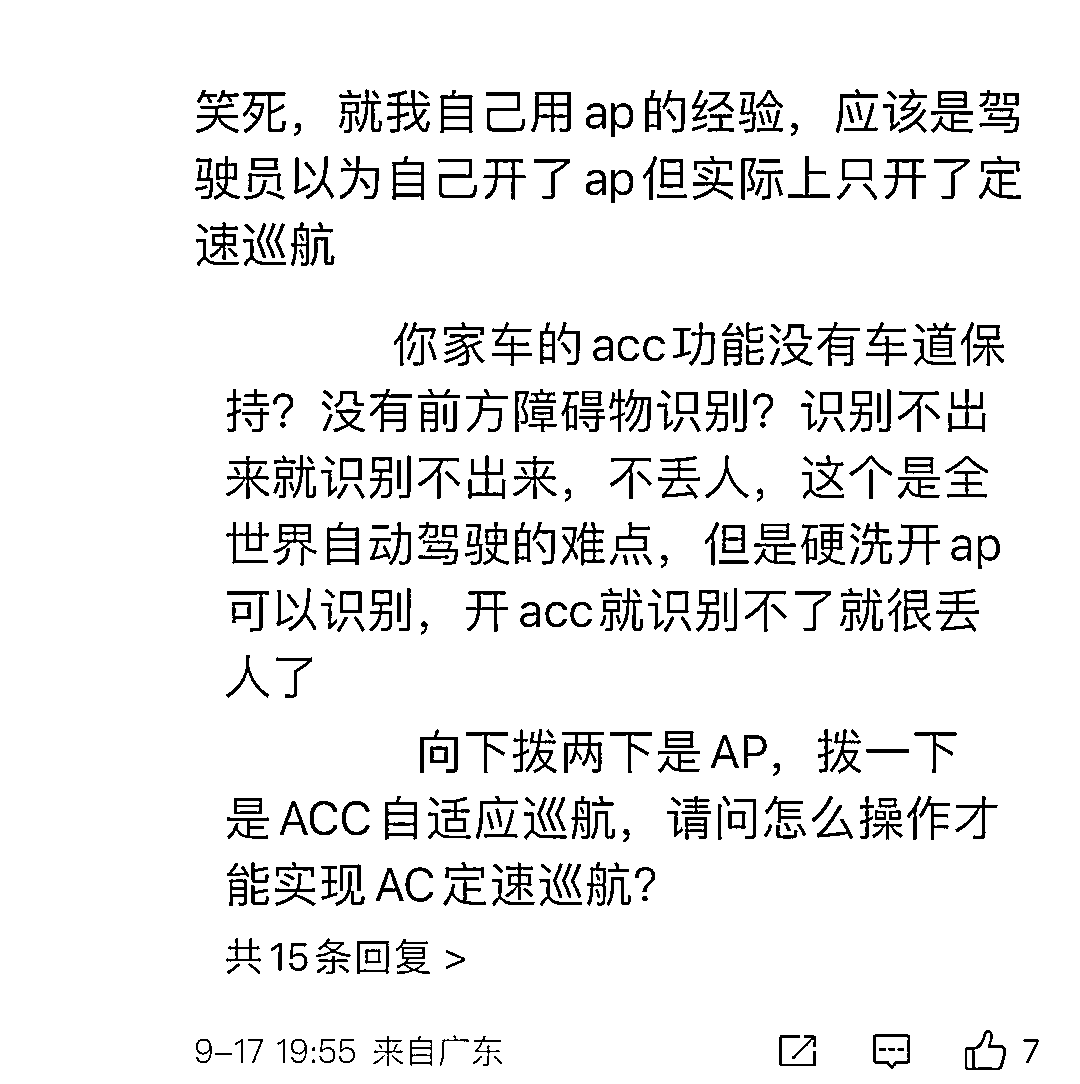 笑死，就我自己用ap的经验，应该是驾
驶员以为自己开了ap但实际上只开了定
速巡航
你家车的acc功能没有车道保
持？没有前方障碍物识别？识别不出
来就识别不出来，不丢人，这个是全
世界自动驾驶的难点，但是硬洗开ap
可以识别，开acc就识别不了就很丢
人了
向下拨两下是AP，拨一下
是ACC自适应巡航，请问怎么操作才
能实现AC定速巡航？
共15条回复 >
9-17 19:55 来自广东 7